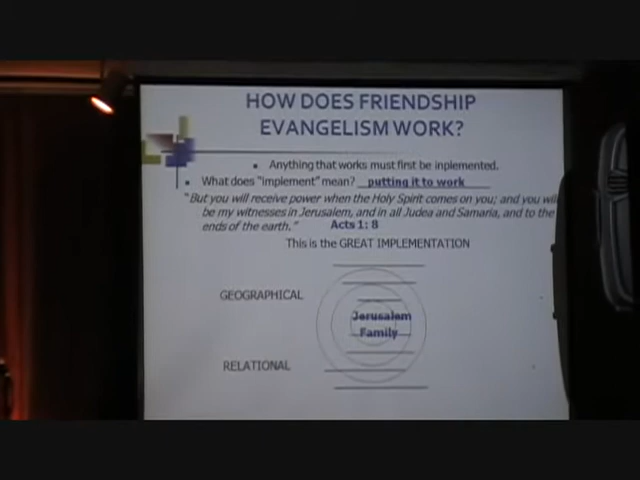 HOW DOES FRIENDSHIP
EVANGELISM WORK?
Anything that works must first be inplemented.
What does "implement" mean? putting it to work
"But you will receive power when the Holy Spirit comes on you; and you will
be my witnesses in Jerusalem, and in all Judea and Samaria, and to the
ends of the earth." Acts 1: 8
This is the GREAT IMPLEMENTATION
GEOGRAPHICAL
Jerusalem
Family
RELATIONAL